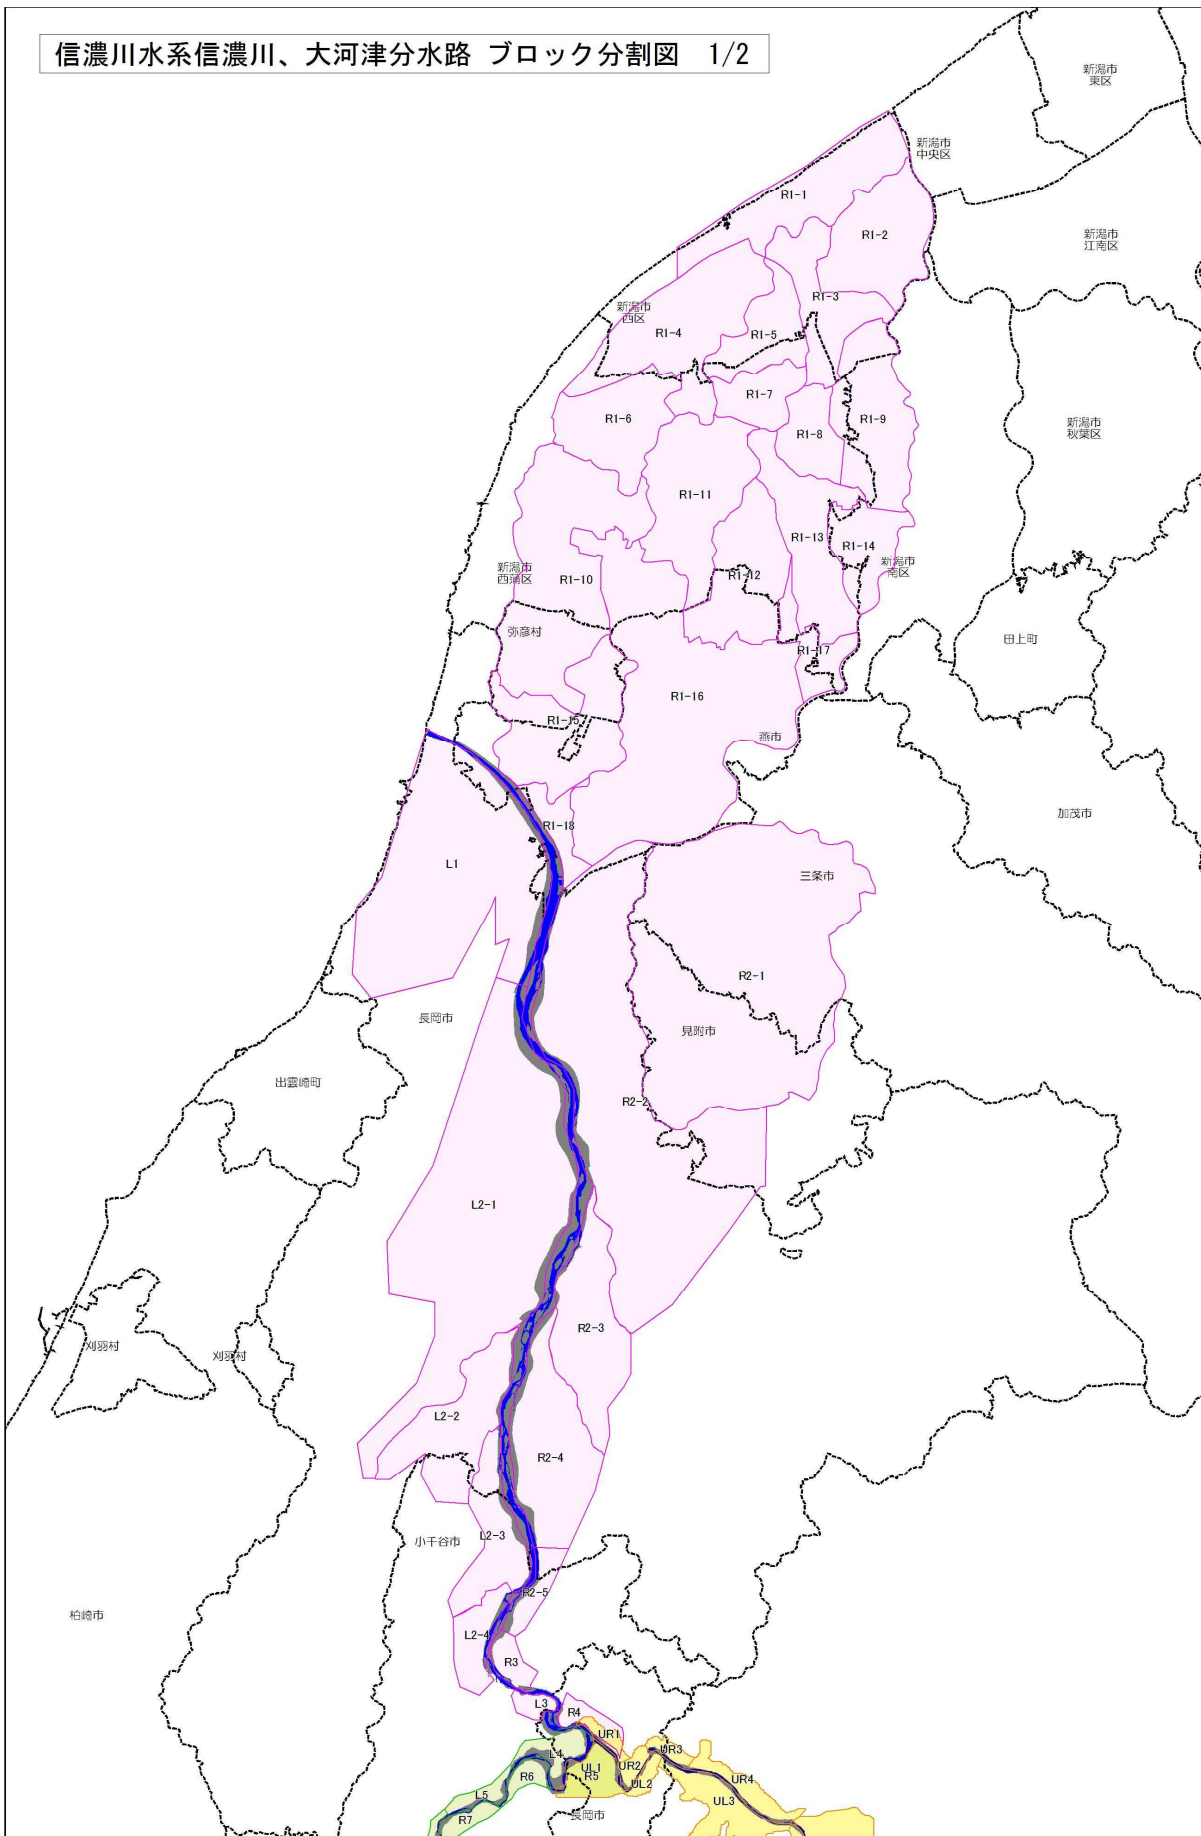 信濃川水系信濃川、大河津分水路 ブロック分割図 1/2
新潟市
東区
新潟市
中央区
R1-1
R1-2
新潟市
江南区
R1-3
新潟市
西区
R1-4
R1-5
R1-7
R1-6
R1-8
R1-9
新潟市
秋葉区
R1-11
R1-13
R1-14
新潟市
南区
新潟市
西蒲区
R1-10
R1-12
弥彦村
田上町
R1-17
R1-16
R1-15
燕市
加茂市
R1-18
L1
三条市
R2-1
長岡市
見附市
出雲崎町
R2-2
L2-1
R2-3
刈羽村
刈羽村
L2-2
R2-4
L2-3
小千谷市
R2-5
柏崎市
L2-4
R3
L3
R4
UR1
L4
UR3
UL1
UR2
R6
R5
UL2
UR4
L5
UL3
R7
長岡市